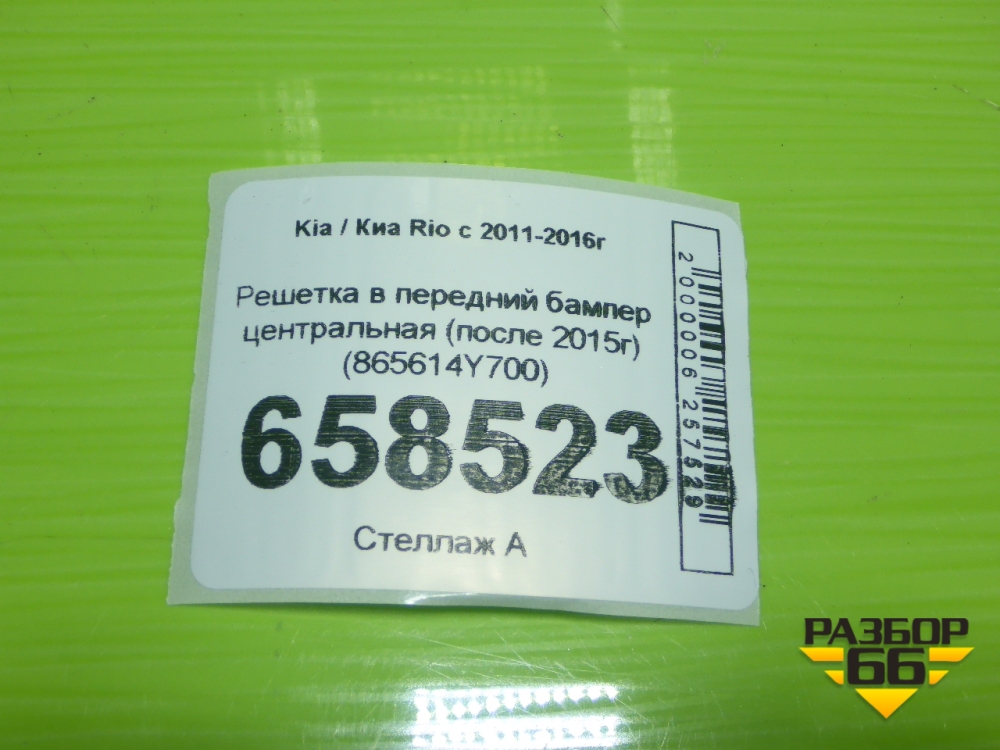 Kia / Киа Rio с 2011-2016г
Решетка в передний бампер
центральная (после 2015г)
(865614Y700)
658523
Стеллаж А
2000006257529
РАЗБОР
66